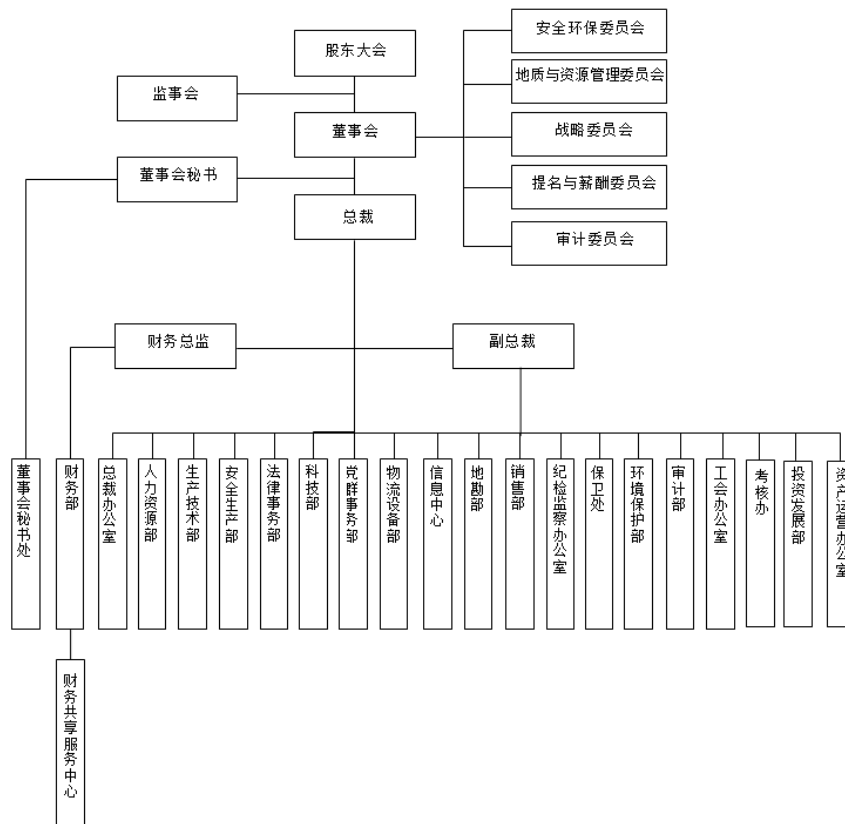 股东大会
监事会
董事会
董事会秘书
总裁
安全环保委员会
地质与资源管理委员会
战略委员会
提名与薪酬委员会
审计委员会
财务总监
副总裁
董事会秘书处
财务部
总裁办公室
人力资源部
生产技术部
安全生产部
法律事务部
科技部
党群事务部
物流设备部
信息中心
地勘部
销售部
纪检监察办公室
保卫处
环境保护部
审计部
工会办公室
考核办
投资发展部
资产运营办公室
财务共享服务中心